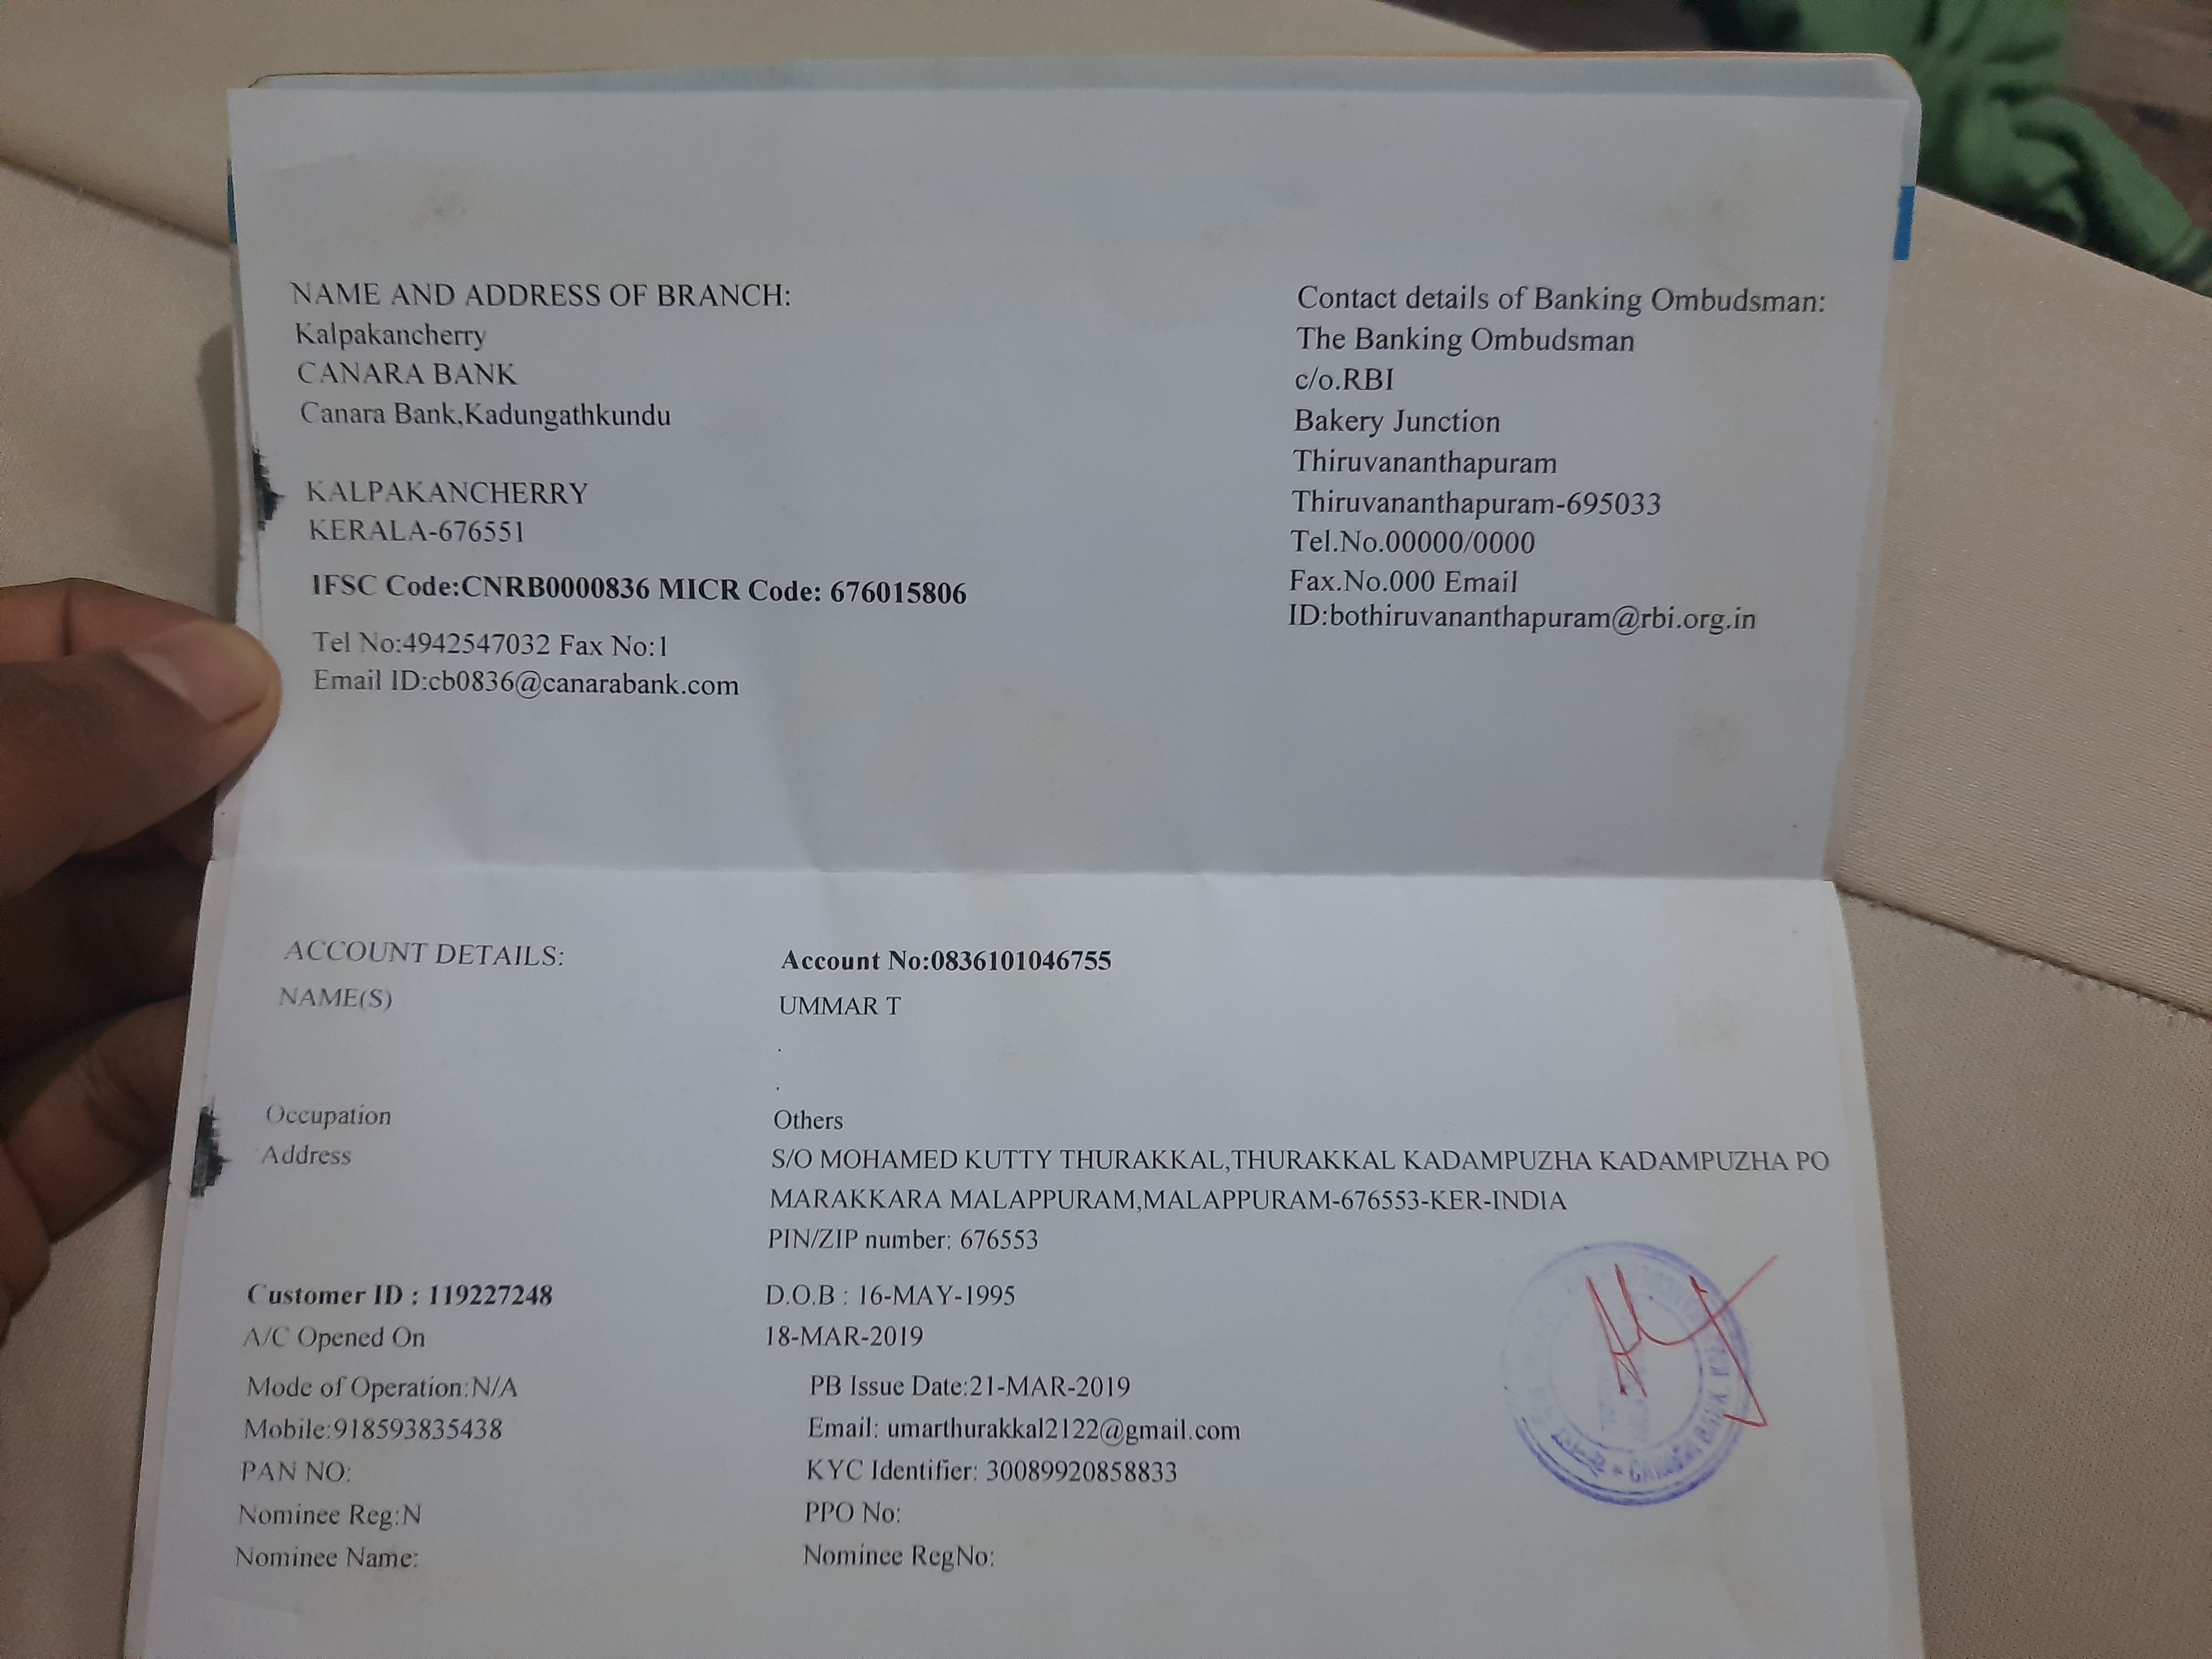 NAME AND ADDRESS OF BRANCH:
Kalpakancherry
CANARA BANK
Canara Bank,Kadungathkundu
KALPAKANCHERRY
KERALA-676551
IFSC Code:CNRB0000836 MICR Code: 676015806
Tel No:4942547032 Fax No:1
Email ID:cb0836@canarabank.com
Contact details of Banking Ombudsman:
The Banking Ombudsman
c/o.RBI
Bakery Junction
Thiruvananthapuram
Thiruvananthapuram-695033
Tel.No.00000/0000
Fax.No.000 Email
ID:bothiruvananthapuram@rbi.org.in
ACCOUNT DETAILS: Account No:0836101046755
NAME(S) UMMAR T
Occupation Others
Address S/O MOHAMED KUTTY THURAKKAL,THURAKKAL KADAMPUZHA KADAMPUZHA PO
MARAKKARA MALAPPURAM,MALAPPURAM-676553-KER-INDIA
PIN/ZIP number: 676553
Customer ID : 119227248 D.O.B : 16-MAY-1995
A/C Opened On 18-MAR-2019
Mode of Operation:N/A PB Issue Date:21-MAR-2019
Mobile:918593835438 Email: umarthurakkal2122@gmail.com
PAN NO: KYC Identifier: 30089920858833
Nominee Reg:N PPO No:
Nominee Name: Nominee RegNo:
CANARA BANK